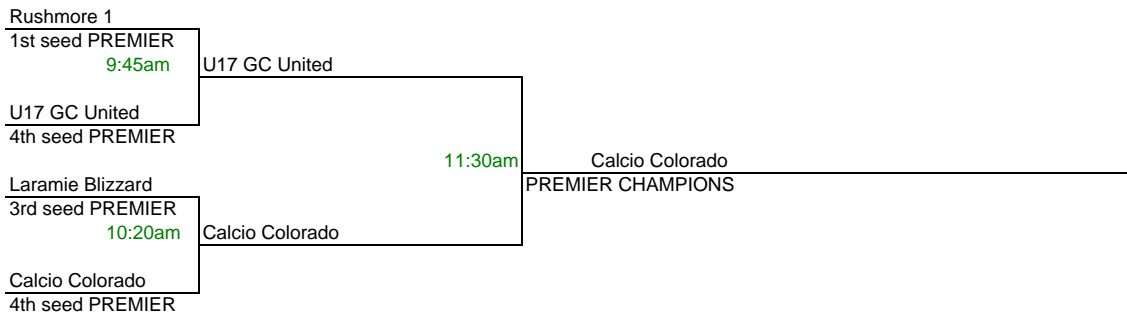 Rushmore 1
1st seed PREMIER
9:45am
U17 GC United
U17 GC United
4th seed PREMIER
11:30am
Calcio Colorado
PREMIER CHAMPIONS
Laramie Blizzard
3rd seed PREMIER
10:20am
Calcio Colorado
Calcio Colorado
4th seed PREMIER